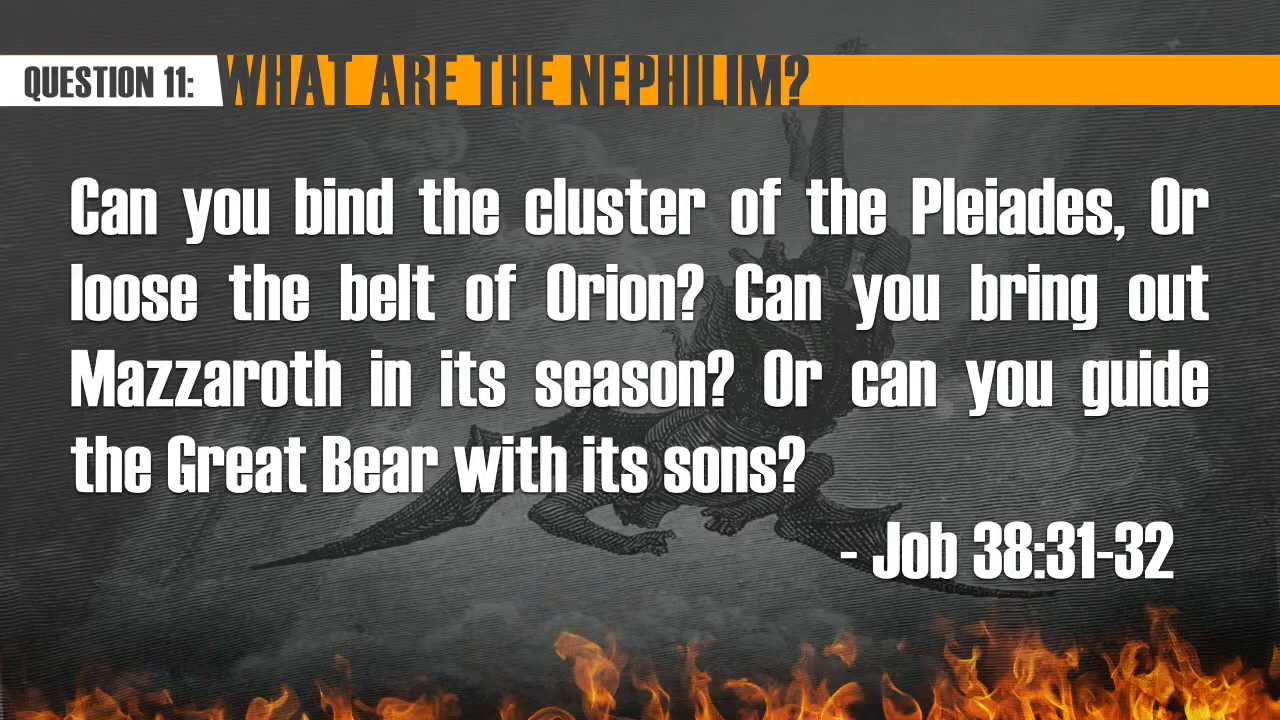 QUESTION 11: WHAT ARE THE NEPHILIM?
Can you bind the cluster of the Pleiades, Or
loose the belt of Orion? Can you bring out
Mazzaroth in its season? Or can you guide
the Great Bear with its sons?
- Job 38:31-32